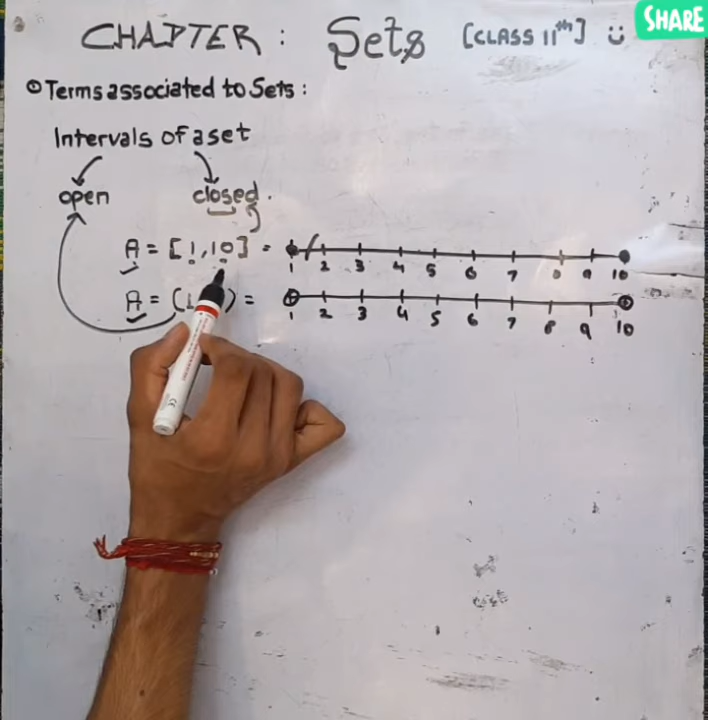 SHARE
CHAPTER : Sets [CLASS 11th]
Terms associated to Sets :
Intervals of a set
open closed.
A = [1,10] =
1 2 3 4 5 6 7 8 9 10
A = (1 ) =
1 2 3 4 5 6 7 8 9 10